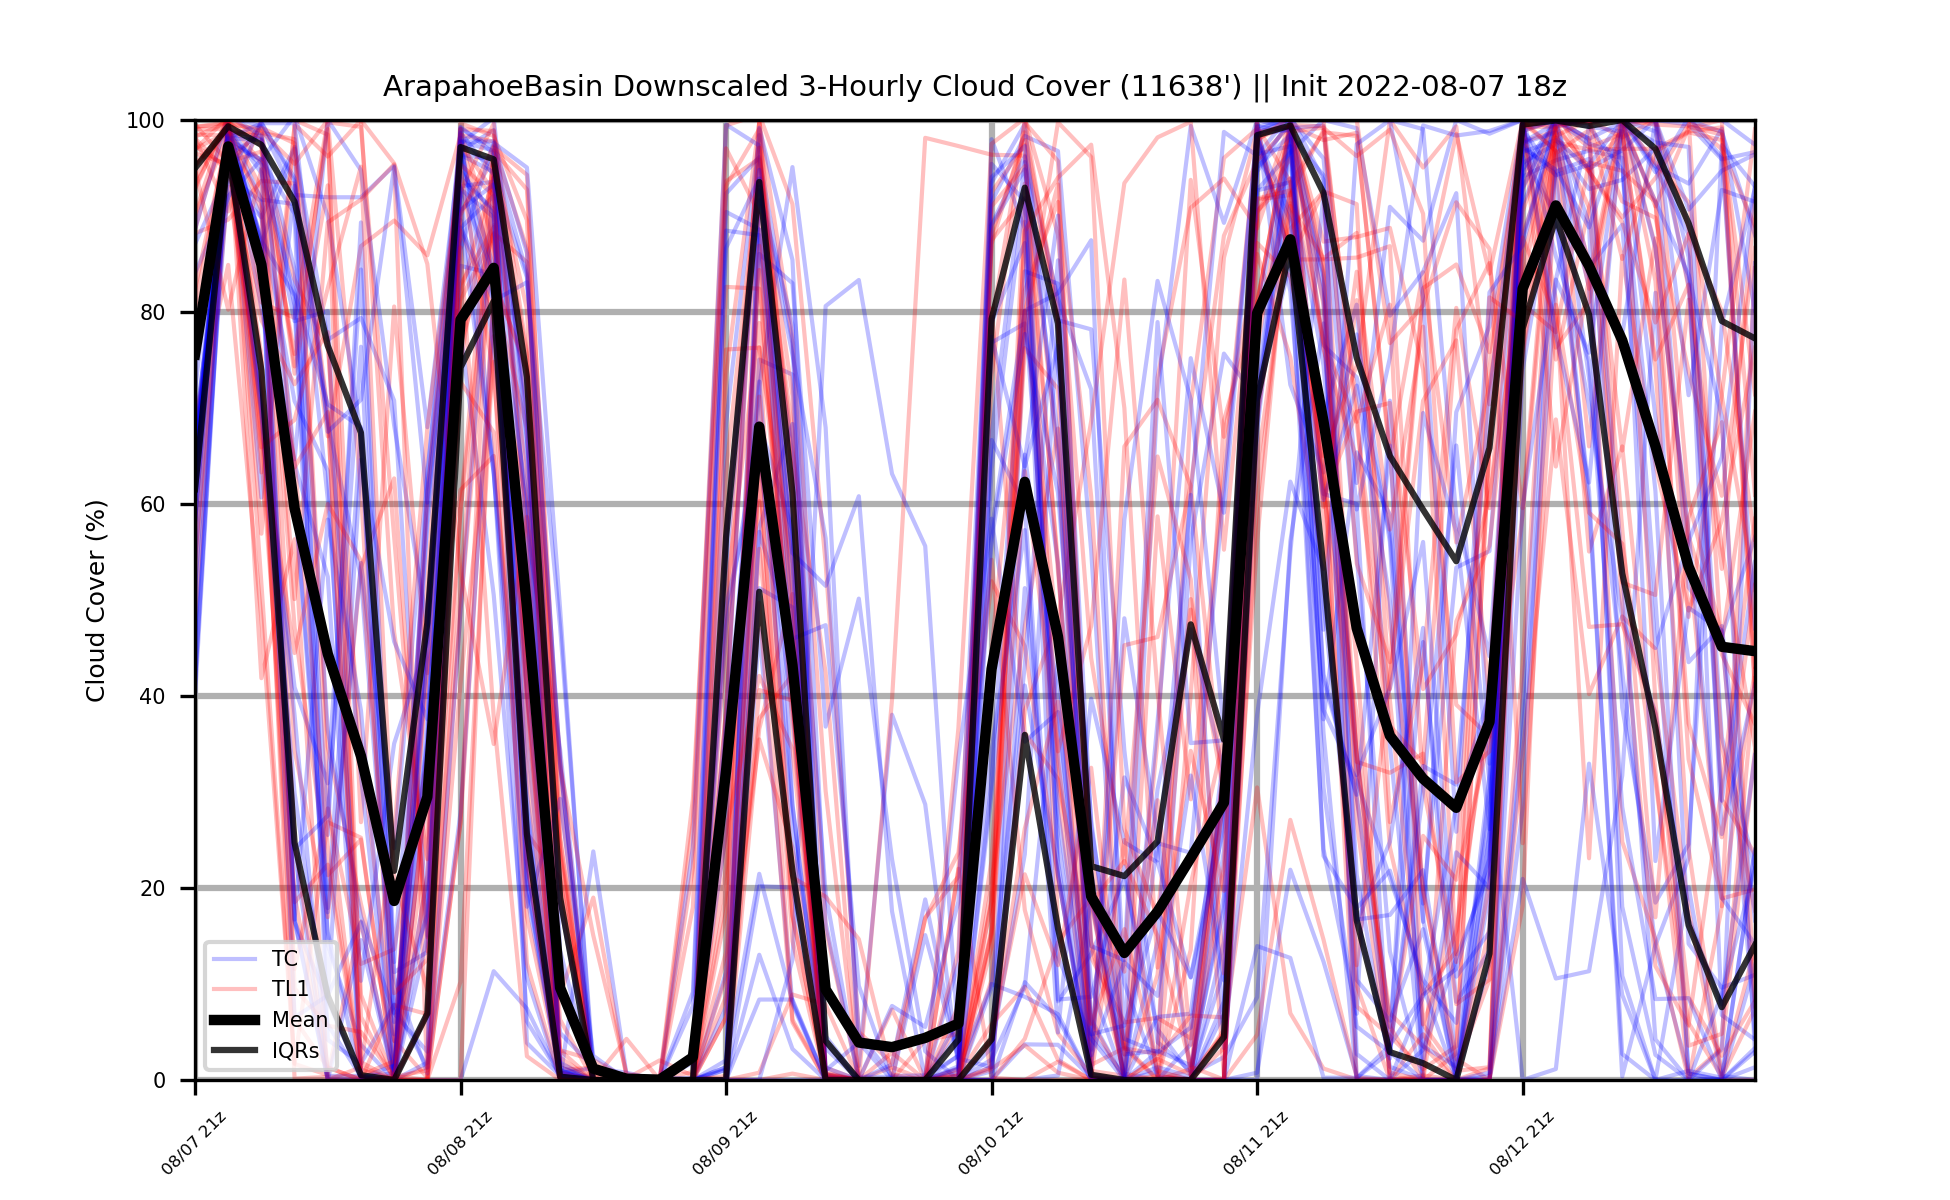 ArapahoeBasin Downscaled 3-Hourly Cloud Cover (11638') || Init 2022-08-07 18z
100
80
60
40
20
0
Cloud Cover (%)
TC
TL1
Mean
IQRs
08/07 21z
08/08 21z
08/09 21z
08/10 21z
08/11 21z
08/12 21z